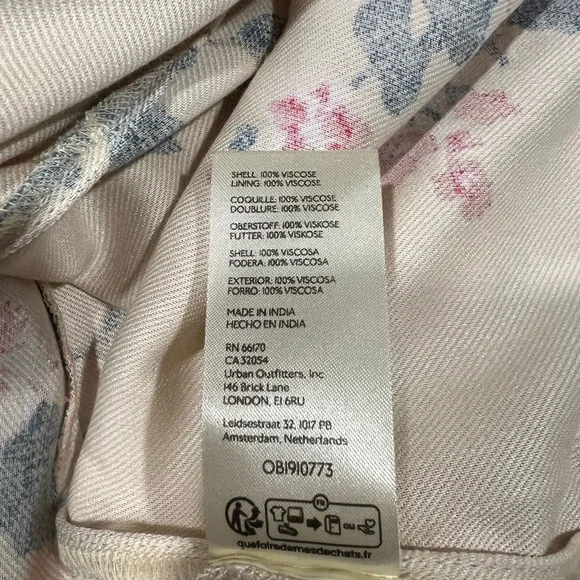 SHELL: 100% VISCOSE
LINING: 100% VISCOSE
COQUILLE: 100% VISCOSE
DOUBLURE: 100% VISCOSE
OBERSTOFF: 100% VISKOSE
FUTTER: 100% VISKOSE
SHELL: 100% VISCOSA
FODERA: 100% VISCOSA
EXTERIOR: 100% VISCOSA
FORRO: 100% VISCOSA
MADE IN INDIA
HECHO EN INDIA
RN 66170
CA 32054
Urban Outfitters, Inc
146 Brick Lane
LONDON, E1 6RU
Leidsestraat 32, 1017 PB
Amsterdam, Netherlands
OB1910773
FR
OU
quefairedemesdechets.fr